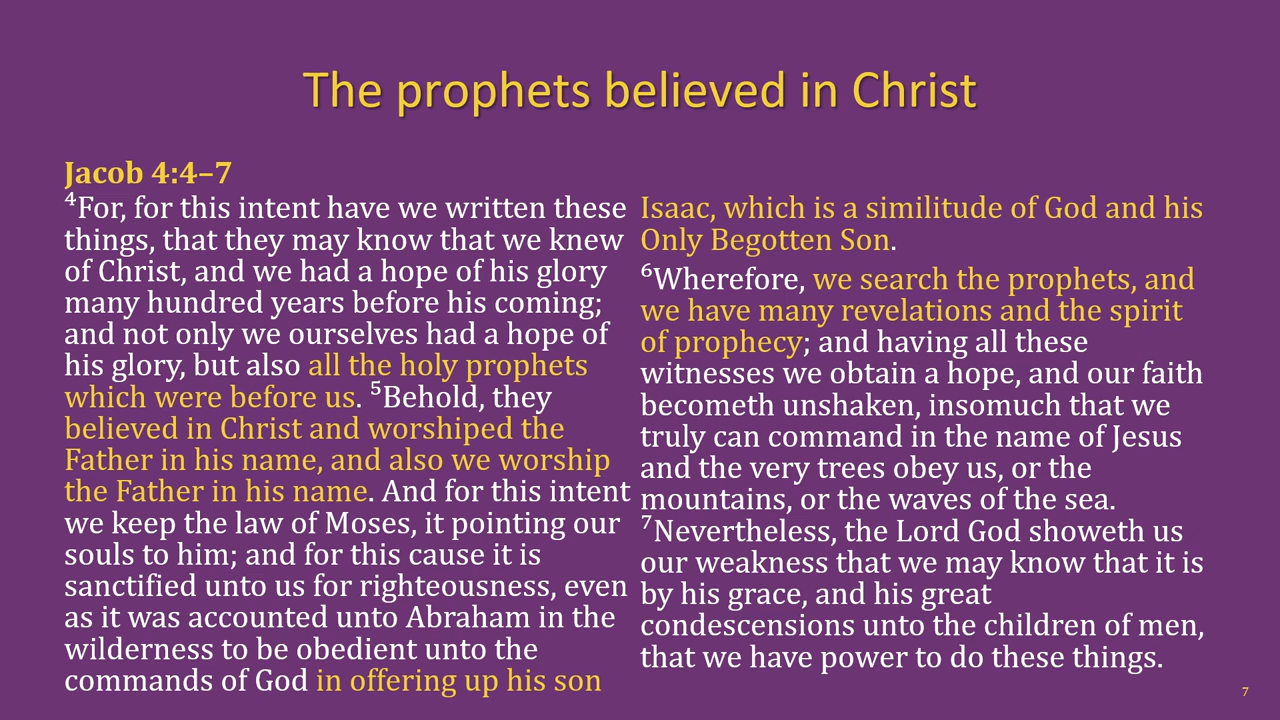 The prophets believed in Christ
Jacob 4:4–7
⁴For, for this intent have we written these
things, that they may know that we knew
of Christ, and we had a hope of his glory
many hundred years before his coming;
and not only we ourselves had a hope of
his glory, but also all the holy prophets
which were before us. ⁵Behold, they
believed in Christ and worshiped the
Father in his name, and also we worship
the Father in his name. And for this intent
we keep the law of Moses, it pointing our
souls to him; and for this cause it is
sanctified unto us for righteousness, even
as it was accounted unto Abraham in the
wilderness to be obedient unto the
commands of God in offering up his son
Isaac, which is a similitude of God and his
Only Begotten Son.
⁶Wherefore, we search the prophets, and
we have many revelations and the spirit
of prophecy; and having all these
witnesses we obtain a hope, and our faith
becometh unshaken, insomuch that we
truly can command in the name of Jesus
and the very trees obey us, or the
mountains, or the waves of the sea.
⁷Nevertheless, the Lord God showeth us
our weakness that we may know that it is
by his grace, and his great
condescensions unto the children of men,
that we have power to do these things.
7